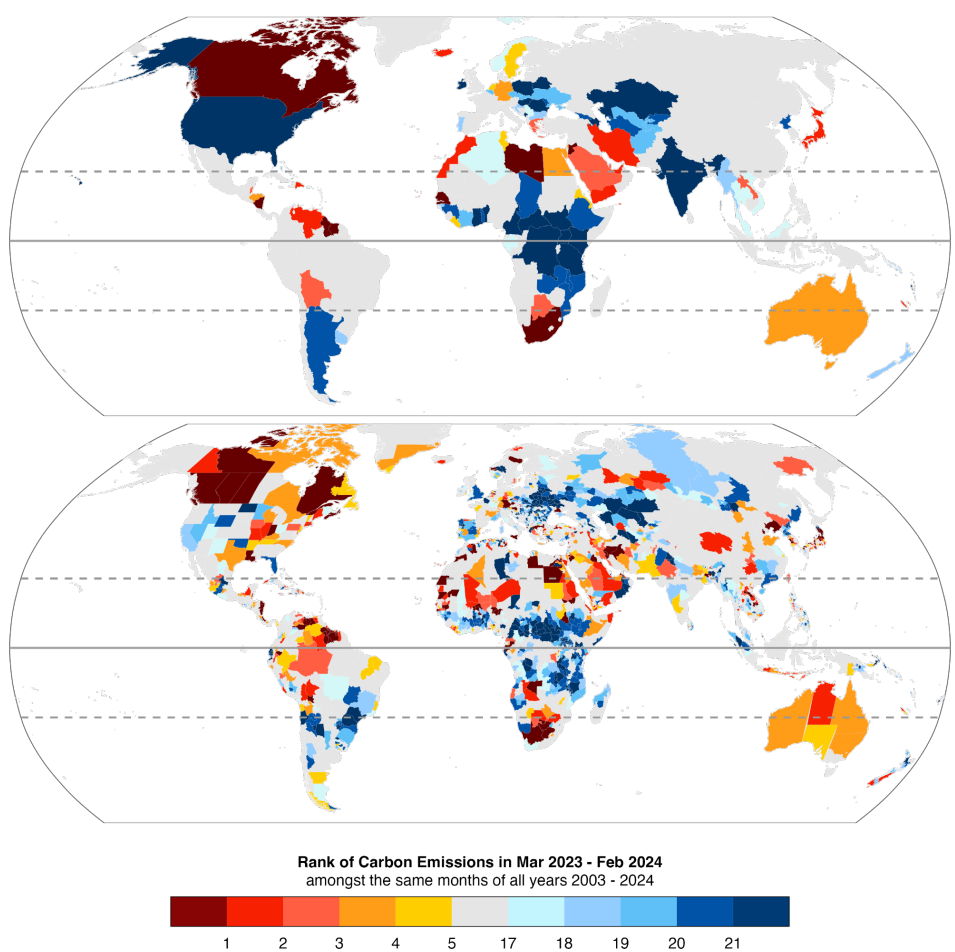 Rank of Carbon Emissions in Mar 2023 - Feb 2024
amongst the same months of all years 2003 - 2024
1 2 3 4 5 17 18 19 20 21